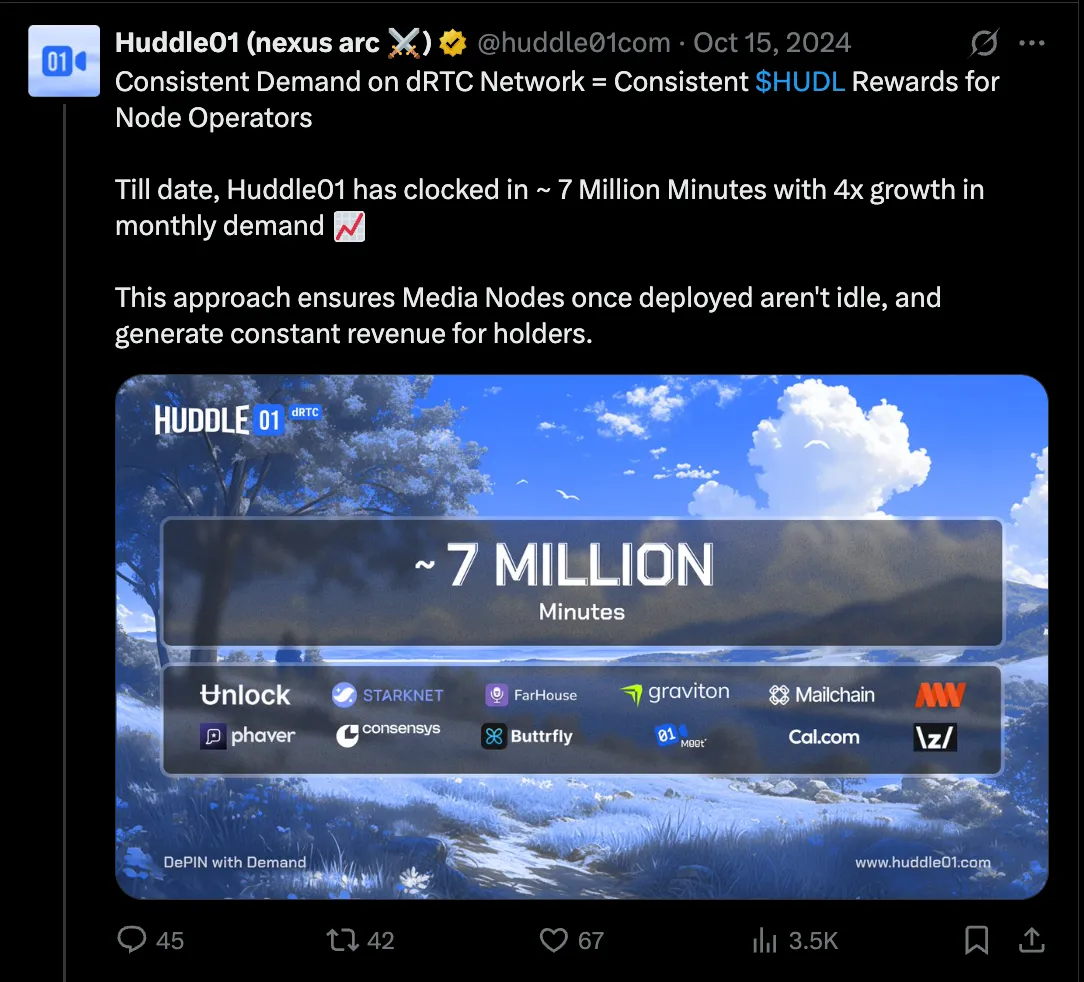 Huddle01 (nexus arc ⚔️) @huddle01com · Oct 15, 2024
Consistent Demand on dRTC Network = Consistent $HUDL Rewards for
Node Operators
Till date, Huddle01 has clocked in ~ 7 Million Minutes with 4x growth in
monthly demand 📈
This approach ensures Media Nodes once deployed aren't idle, and
generate constant revenue for holders.
HUDDLE 01 dRTC
~ 7 MILLION
Minutes
Unlock STARKNET FarHouse graviton Mailchain
phaver consensys Buttrfly 01 Meet Cal.com \z/
DePIN with Demand www.huddle01.com
45 42 67 3.5K
01